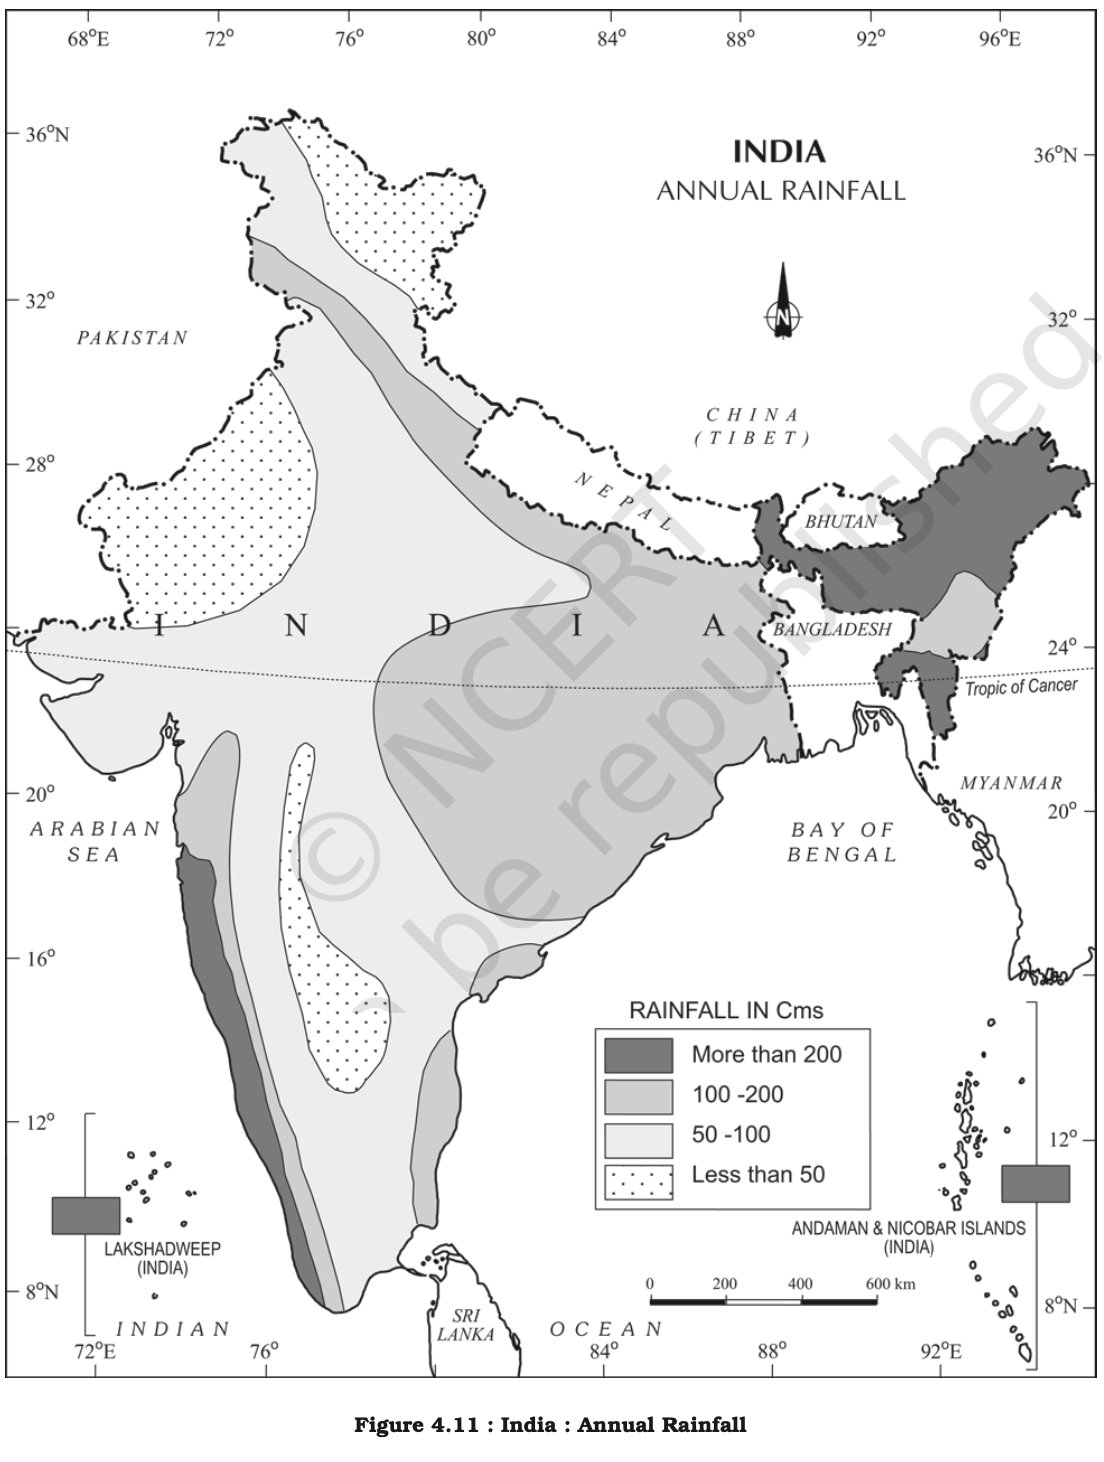 68°E 72° 76° 80° 84° 88° 92° 96°E
36°N
INDIA
ANNUAL RAINFALL
36°N
N
32°
32°
PAKISTAN
CHINA
(TIBET)
28°
NEPAL
BHUTAN
I N D I A
BANGLADESH
24°
Tropic of Cancer
20°
MYANMAR
20°
ARABIAN
SEA
BAY OF
BENGAL
16°
RAINFALL IN Cms
More than 200
100 -200
50 -100
Less than 50
12°
12°
LAKSHADWEEP
(INDIA)
ANDAMAN & NICOBAR ISLANDS
(INDIA)
0 200 400 600 km
8°N
8°N
SRI
LANKA
INDIAN OCEAN
72°E 76° 84° 88° 92°E
© NCERT
be republished
Figure 4.11 : India : Annual Rainfall